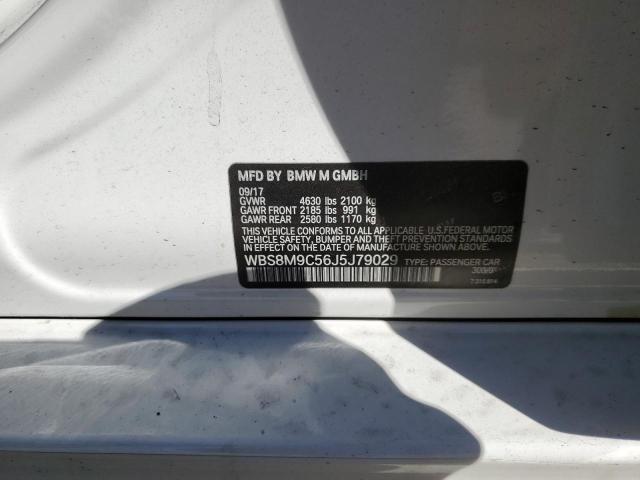 MFD BY BMW M GMBH
09/17
GVWR 4630 lbs 2100 kg
GAWR FRONT 2185 lbs 991 kg
GAWR REAR 2580 lbs 1170 kg
THIS VEHICLE CONFORMS TO ALL APPLICABLE U.S.FEDERAL MOTOR
VEHICLE SAFETY, BUMPER AND THEFT PREVENTION STANDARDS
IN EFFECT ON THE DATE OF MANUFACTURE SHOWN ABOVE.
WBS8M9C56J5J79029 TYPE: PASSENGER CAR